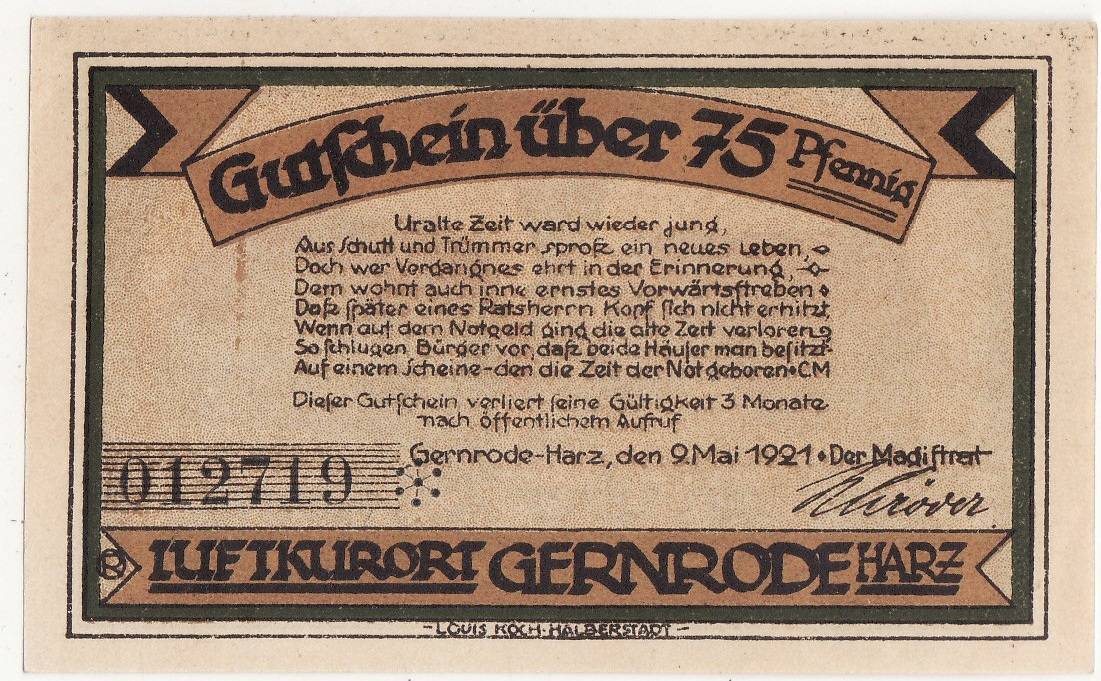 Gutschein über 75 Pfennig
Uralte Zeit ward wieder jung,
Aus Schutt und Trümmer sproß ein neues Leben,
Doch wer Vergangnes ehrt in der Erinnerung,
Dem wohnt auch inne ernstes Vorwärtsstreben
Daß später eines Ratsherrn Kopf sich nicht erhitzt,
Wenn auf dem Notgeld ging die alte Zeit verloren,
So schlugen Bürger vor, daß beide Häuser man besitzt-
Auf einem Scheine-den die Zeit der Not geboren•CM
Dieser Gutschein verliert seine Gültigkeit 3 Monate
nach öffentlichem Aufruf
Gernrode-Harz, den 9. Mai 1921•Der Magistrat
012719
Schröder
R LUFTKURORT GERNRODE HARZ
-LOUIS KOCH·HALBERSTADT-